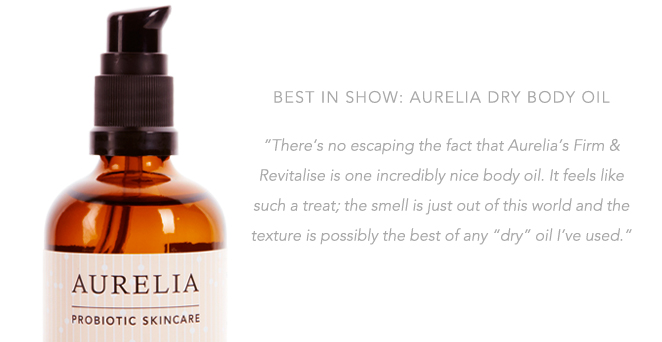 BEST IN SHOW: AURELIA DRY BODY OIL
“There’s no escaping the fact that Aurelia’s Firm &
Revitalise is one incredibly nice body oil. It feels like
such a treat; the smell is just out of this world and the
texture is possibly the best of any “dry” oil I’ve used.”
AURELIA
PROBIOTIC SKINCARE